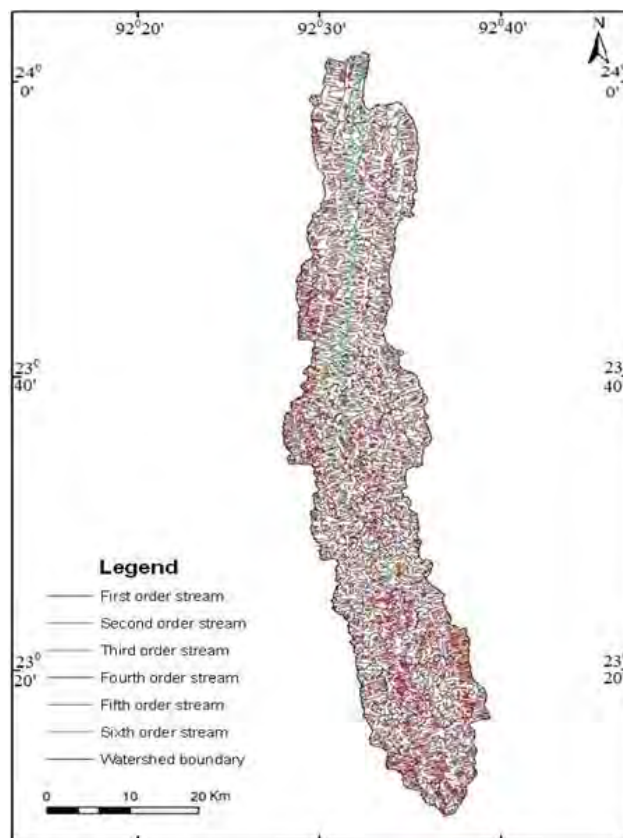 92⁰20' 92⁰30' 92⁰40'
N
24⁰ 24⁰
0' 0'
23⁰ 23
40' 40'
23⁰ 23⁰
20' 20'
Legend
First order stream
Second order stream
Third order stream
Fourth order stream
Fifth order stream
Sixth order stream
Watershed boundary
0 10 20 Km